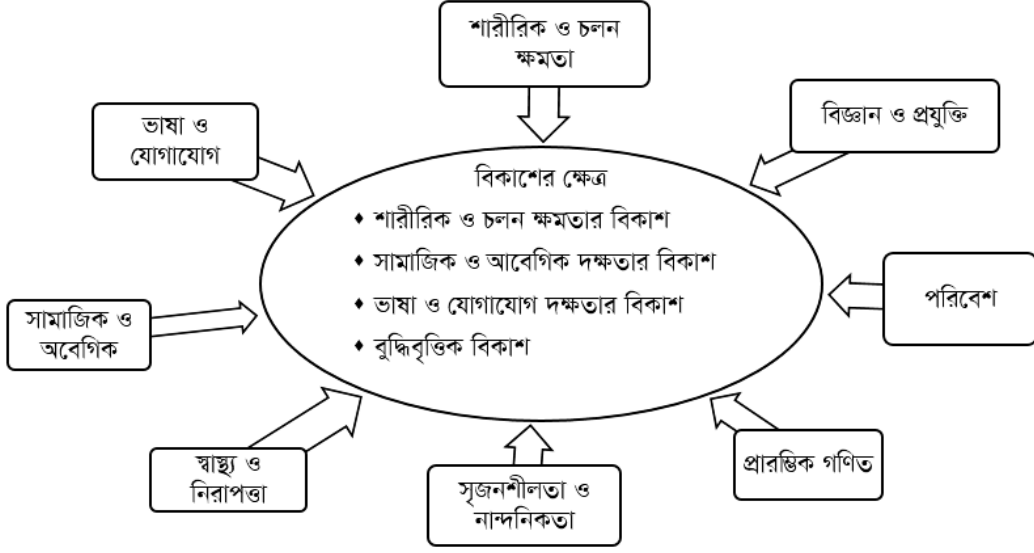 শারীরিক ও চলন
ক্ষমতা
ভাষা ও
যোগাযোগ
বিজ্ঞান ও প্রযুক্তি
বিকাশের ক্ষেত্র
♦ শারীরিক ও চলন ক্ষমতার বিকাশ
♦ সামাজিক ও আবেগিক দক্ষতার বিকাশ
♦ ভাষা ও যোগাযোগ দক্ষতার বিকাশ
♦ বুদ্ধিবৃত্তিক বিকাশ
সামাজিক ও
অবেগিক
পরিবেশ
স্বাস্থ্য ও
নিরাপত্তা
সৃজনশীলতা ও
নান্দনিকতা
প্রারম্ভিক গণিত